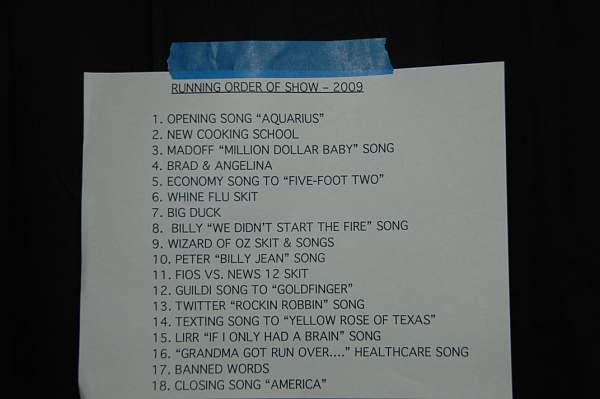 RUNNING ORDER OF SHOW – 2009
1. OPENING SONG “AQUARIUS”
2. NEW COOKING SCHOOL
3. MADOFF “MILLION DOLLAR BABY” SONG
4. BRAD & ANGELINA
5. ECONOMY SONG TO “FIVE-FOOT TWO”
6. WHINE FLU SKIT
7. BIG DUCK
8. BILLY “WE DIDN’T START THE FIRE” SONG
9. WIZARD OF OZ SKIT & SONGS
10. PETER “BILLY JEAN” SONG
11. FIOS VS. NEWS 12 SKIT
12. GUILDI SONG TO “GOLDFINGER”
13. TWITTER “ROCKIN ROBBIN” SONG
14. TEXTING SONG TO “YELLOW ROSE OF TEXAS”
15. LIRR “IF I ONLY HAD A BRAIN” SONG
16. “GRANDMA GOT RUN OVER....” HEALTHCARE SONG
17. BANNED WORDS
18. CLOSING SONG “AMERICA”